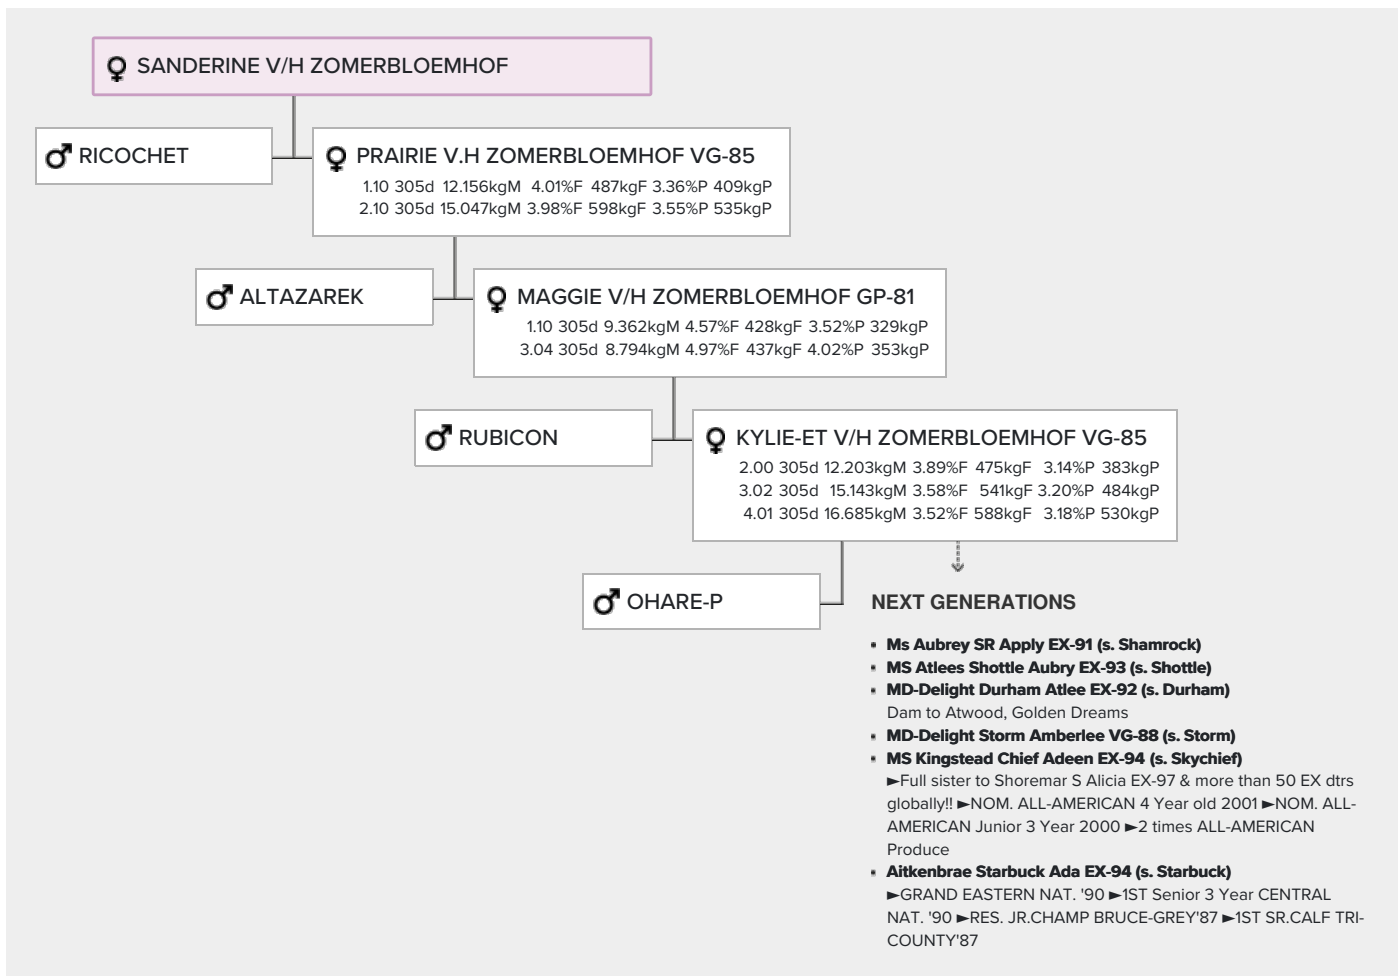 SANDERINE V/H ZOMERBLOEMHOF
RICOCHET
PRAIRIE V.H ZOMERBLOEMHOF VG-85
1.10 305d 12.156kgM 4.01%F 487kgF 3.36%P 409kgP
2.10 305d 15.047kgM 3.98%F 598kgF 3.55%P 535kgP
ALTAZAREK
MAGGIE V/H ZOMERBLOEMHOF GP-81
1.10 305d 9.362kgM 4.57%F 428kgF 3.52%P 329kgP
3.04 305d 8.794kgM 4.97%F 437kgF 4.02%P 353kgP
RUBICON
KYLIE-ET V/H ZOMERBLOEMHOF VG-85
2.00 305d 12.203kgM 3.89%F 475kgF 3.14%P 383kgP
3.02 305d 15.143kgM 3.58%F 541kgF 3.20%P 484kgP
4.01 305d 16.685kgM 3.52%F 588kgF 3.18%P 530kgP
OHARE-P
NEXT GENERATIONS
▪ Ms Aubrey SR Apply EX-91 (s. Shamrock)
▪ MS Atlees Shottle Aubry EX-93 (s. Shottle)
▪ MD-Delight Durham Atlee EX-92 (s. Durham)
Dam to Atwood, Golden Dreams
▪ MD-Delight Storm Amberlee VG-88 (s. Storm)
▪ MS Kingstead Chief Adeen EX-94 (s. Skychief)
►Full sister to Shoremar S Alicia EX-97 & more than 50 EX dtrs
globally!! ►NOM. ALL-AMERICAN 4 Year old 2001 ►NOM. ALL-
AMERICAN Junior 3 Year 2000 ►2 times ALL-AMERICAN
Produce
▪ Aitkenbrae Starbuck Ada EX-94 (s. Starbuck)
►GRAND EASTERN NAT. '90 ►1ST Senior 3 Year CENTRAL
NAT. '90 ►RES. JR.CHAMP BRUCE-GREY'87 ►1ST SR.CALF TRI-
COUNTY'87